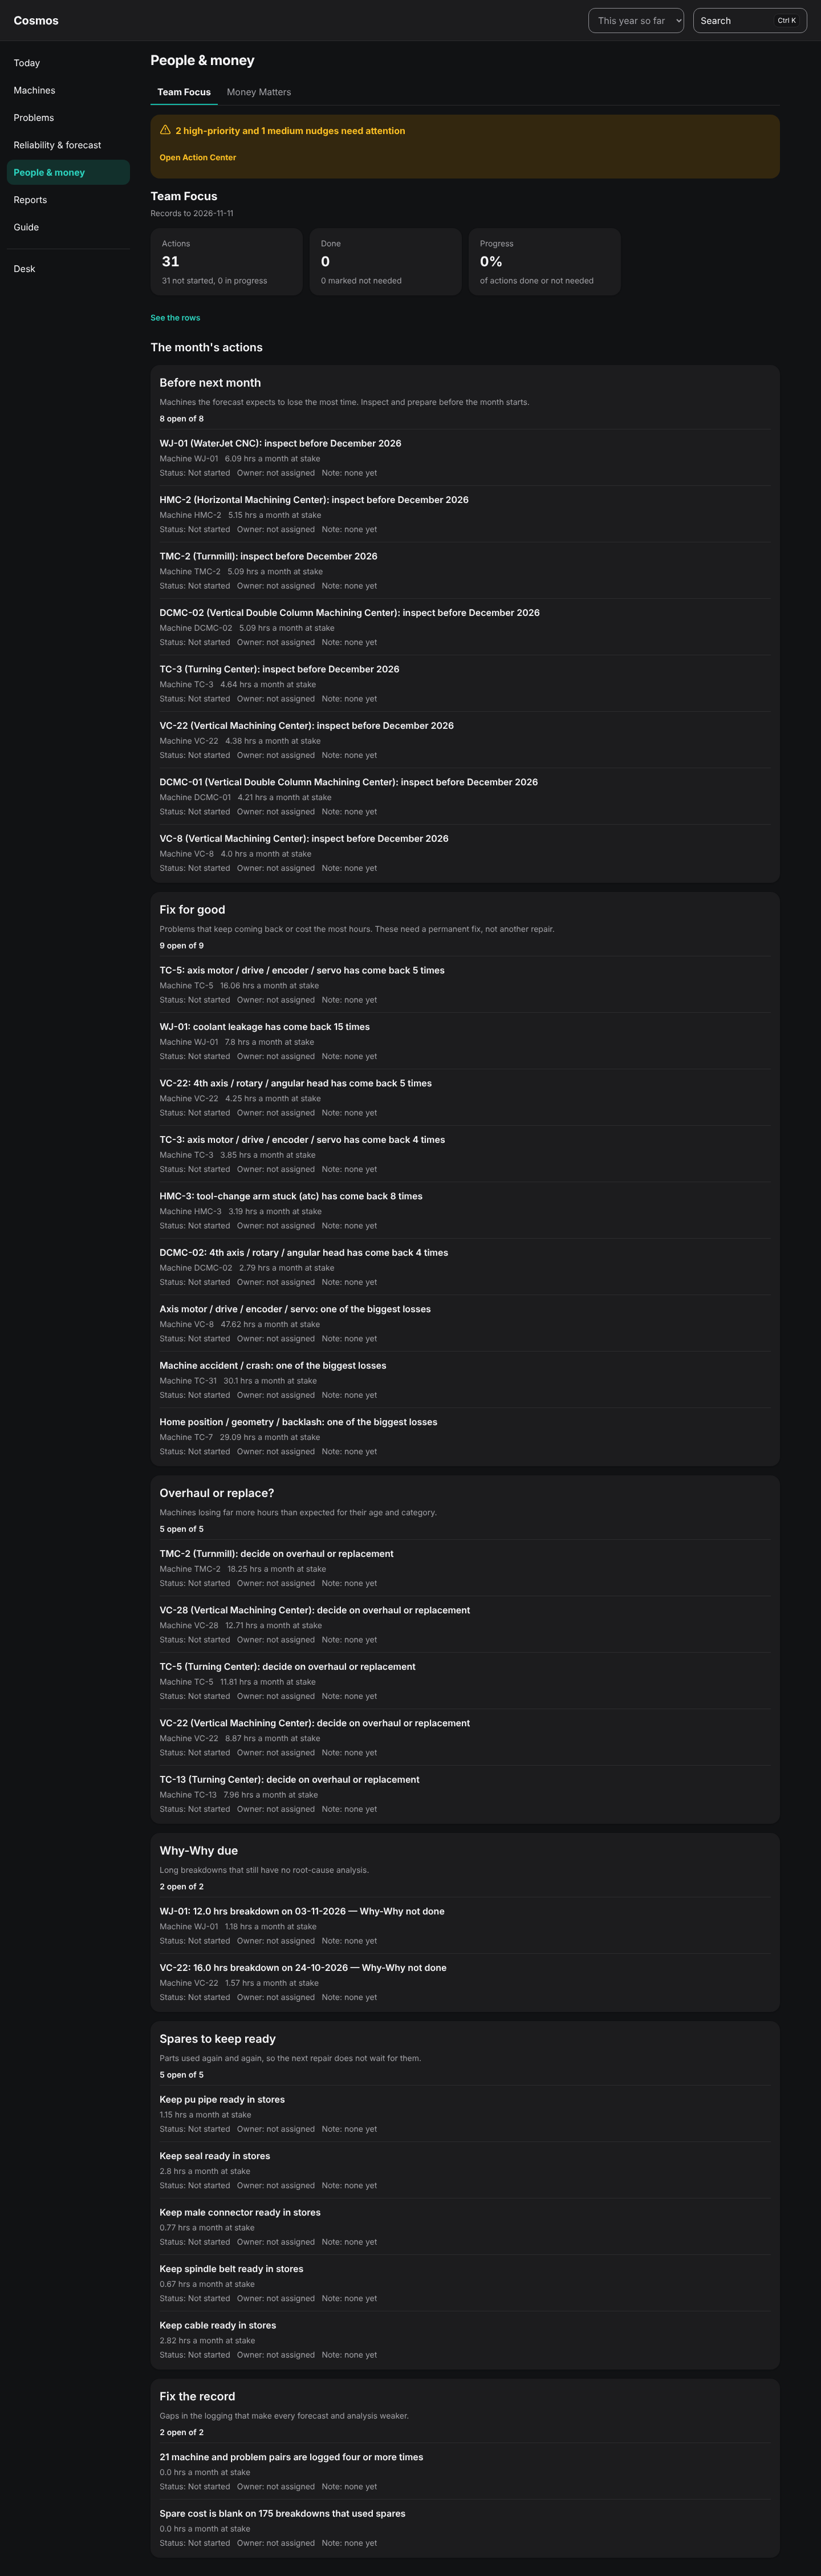 Cosmos
This year so far
Search
Ctrl K
Today
Machines
Problems
Reliability & forecast
People & money
Reports
Guide
Desk
People & money
Team Focus
Money Matters
2 high-priority and 1 medium nudges need attention
Open Action Center
Team Focus
Records to 2026-11-11
Actions
31
31 not started, 0 in progress
Done
0
0 marked not needed
Progress
0%
of actions done or not needed
See the rows
The month's actions
Before next month
Machines the forecast expects to lose the most time. Inspect and prepare before the month starts.
8 open of 8
WJ-01 (WaterJet CNC): inspect before December 2026
Machine WJ-01 6.09 hrs a month at stake
Status: Not started Owner: not assigned Note: none yet
HMC-2 (Horizontal Machining Center): inspect before December 2026
Machine HMC-2 5.15 hrs a month at stake
Status: Not started Owner: not assigned Note: none yet
TMC-2 (Turnmill): inspect before December 2026
Machine TMC-2 5.09 hrs a month at stake
Status: Not started Owner: not assigned Note: none yet
DCMC-02 (Vertical Double Column Machining Center): inspect before December 2026
Machine DCMC-02 5.09 hrs a month at stake
Status: Not started Owner: not assigned Note: none yet
TC-3 (Turning Center): inspect before December 2026
Machine TC-3 4.64 hrs a month at stake
Status: Not started Owner: not assigned Note: none yet
VC-22 (Vertical Machining Center): inspect before December 2026
Machine VC-22 4.38 hrs a month at stake
Status: Not started Owner: not assigned Note: none yet
DCMC-01 (Vertical Double Column Machining Center): inspect before December 2026
Machine DCMC-01 4.21 hrs a month at stake
Status: Not started Owner: not assigned Note: none yet
VC-8 (Vertical Machining Center): inspect before December 2026
Machine VC-8 4.0 hrs a month at stake
Status: Not started Owner: not assigned Note: none yet
Fix for good
Problems that keep coming back or cost the most hours. These need a permanent fix, not another repair.
9 open of 9
TC-5: axis motor / drive / encoder / servo has come back 5 times
Machine TC-5 16.06 hrs a month at stake
Status: Not started Owner: not assigned Note: none yet
WJ-01: coolant leakage has come back 15 times
Machine WJ-01 7.8 hrs a month at stake
Status: Not started Owner: not assigned Note: none yet
VC-22: 4th axis / rotary / angular head has come back 5 times
Machine VC-22 4.25 hrs a month at stake
Status: Not started Owner: not assigned Note: none yet
TC-3: axis motor / drive / encoder / servo has come back 4 times
Machine TC-3 3.85 hrs a month at stake
Status: Not started Owner: not assigned Note: none yet
HMC-3: tool-change arm stuck (atc) has come back 8 times
Machine HMC-3 3.19 hrs a month at stake
Status: Not started Owner: not assigned Note: none yet
DCMC-02: 4th axis / rotary / angular head has come back 4 times
Machine DCMC-02 2.79 hrs a month at stake
Status: Not started Owner: not assigned Note: none yet
Axis motor / drive / encoder / servo: one of the biggest losses
Machine VC-8 47.62 hrs a month at stake
Status: Not started Owner: not assigned Note: none yet
Machine accident / crash: one of the biggest losses
Machine TC-31 30.1 hrs a month at stake
Status: Not started Owner: not assigned Note: none yet
Home position / geometry / backlash: one of the biggest losses
Machine TC-7 29.09 hrs a month at stake
Status: Not started Owner: not assigned Note: none yet
Overhaul or replace?
Machines losing far more hours than expected for their age and category.
5 open of 5
TMC-2 (Turnmill): decide on overhaul or replacement
Machine TMC-2 18.25 hrs a month at stake
Status: Not started Owner: not assigned Note: none yet
VC-28 (Vertical Machining Center): decide on overhaul or replacement
Machine VC-28 12.71 hrs a month at stake
Status: Not started Owner: not assigned Note: none yet
TC-5 (Turning Center): decide on overhaul or replacement
Machine TC-5 11.81 hrs a month at stake
Status: Not started Owner: not assigned Note: none yet
VC-22 (Vertical Machining Center): decide on overhaul or replacement
Machine VC-22 8.87 hrs a month at stake
Status: Not started Owner: not assigned Note: none yet
TC-13 (Turning Center): decide on overhaul or replacement
Machine TC-13 7.96 hrs a month at stake
Status: Not started Owner: not assigned Note: none yet
Why-Why due
Long breakdowns that still have no root-cause analysis.
2 open of 2
WJ-01: 12.0 hrs breakdown on 03-11-2026 — Why-Why not done
Machine WJ-01 1.18 hrs a month at stake
Status: Not started Owner: not assigned Note: none yet
VC-22: 16.0 hrs breakdown on 24-10-2026 — Why-Why not done
Machine VC-22 1.57 hrs a month at stake
Status: Not started Owner: not assigned Note: none yet
Spares to keep ready
Parts used again and again, so the next repair does not wait for them.
5 open of 5
Keep pu pipe ready in stores
1.15 hrs a month at stake
Status: Not started Owner: not assigned Note: none yet
Keep seal ready in stores
2.8 hrs a month at stake
Status: Not started Owner: not assigned Note: none yet
Keep male connector ready in stores
0.77 hrs a month at stake
Status: Not started Owner: not assigned Note: none yet
Keep spindle belt ready in stores
0.67 hrs a month at stake
Status: Not started Owner: not assigned Note: none yet
Keep cable ready in stores
2.82 hrs a month at stake
Status: Not started Owner: not assigned Note: none yet
Fix the record
Gaps in the logging that make every forecast and analysis weaker.
2 open of 2
21 machine and problem pairs are logged four or more times
0.0 hrs a month at stake
Status: Not started Owner: not assigned Note: none yet
Spare cost is blank on 175 breakdowns that used spares
0.0 hrs a month at stake
Status: Not started Owner: not assigned Note: none yet